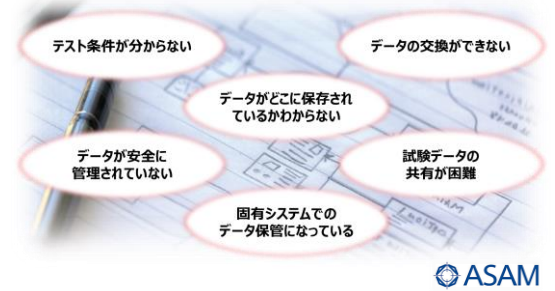 テスト条件が分からない
データの交換ができない
データがどこに保存され
ているかわからない
データが安全に
管理されていない
試験データの
共有が困難
固有システムでの
データ保管になっている
ASAM